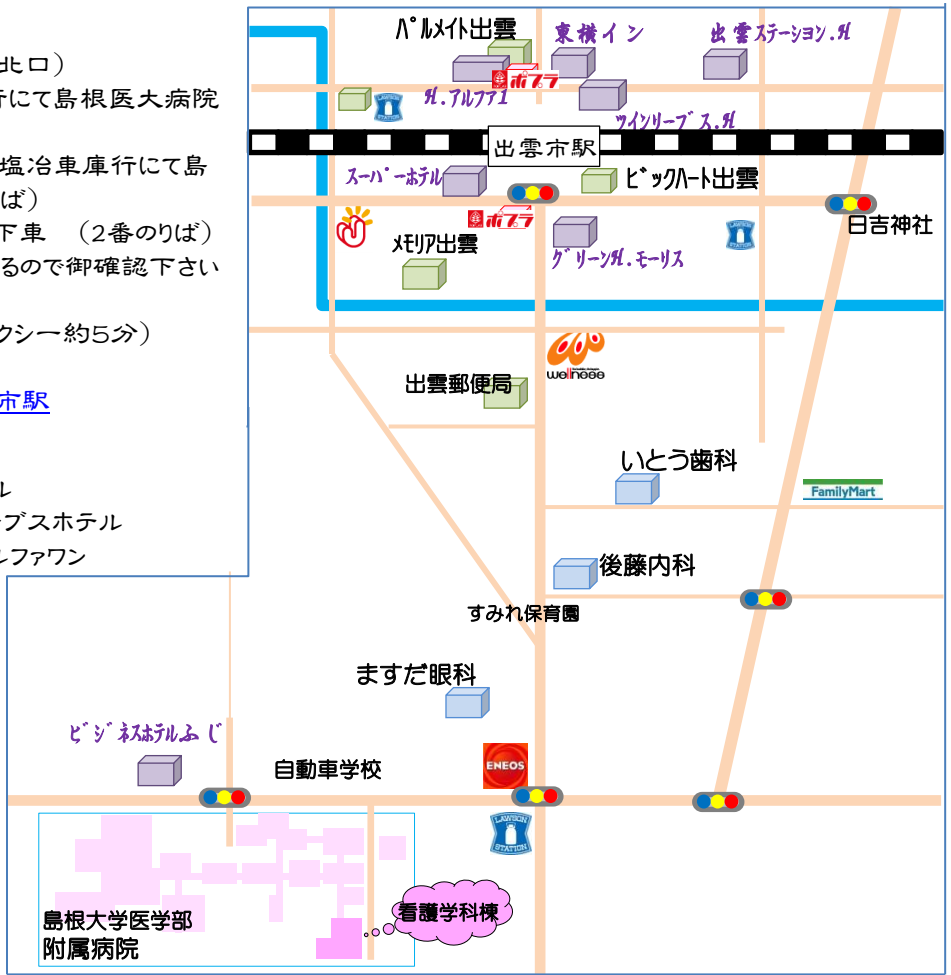 北口）
行にて島根医大病院
塩冶車庫行にて島
ば）
下車　（２番のりば）
るので御確認下さい
クシー約５分）
市駅
ル
ーブスホテル
ルファワン
パルメイト出雲
東横イン
出雲ステーション.H
ポプラ
H.アルファ1
LAWSON
STATION
ツインリーブス.H
出雲市駅
スーパーホテル
ビックハート出雲
ポプラ
日吉神社
メモリア出雲
グリーンH.モーリス
LAWSON
STATION
wellness
出雲郵便局
いとう歯科
FamilyMart
後藤内科
すみれ保育園
ますだ眼科
ビジネスホテルふじ
自動車学校
ENEOS
LAWSON
STATION
看護学科棟
島根大学医学部
附属病院